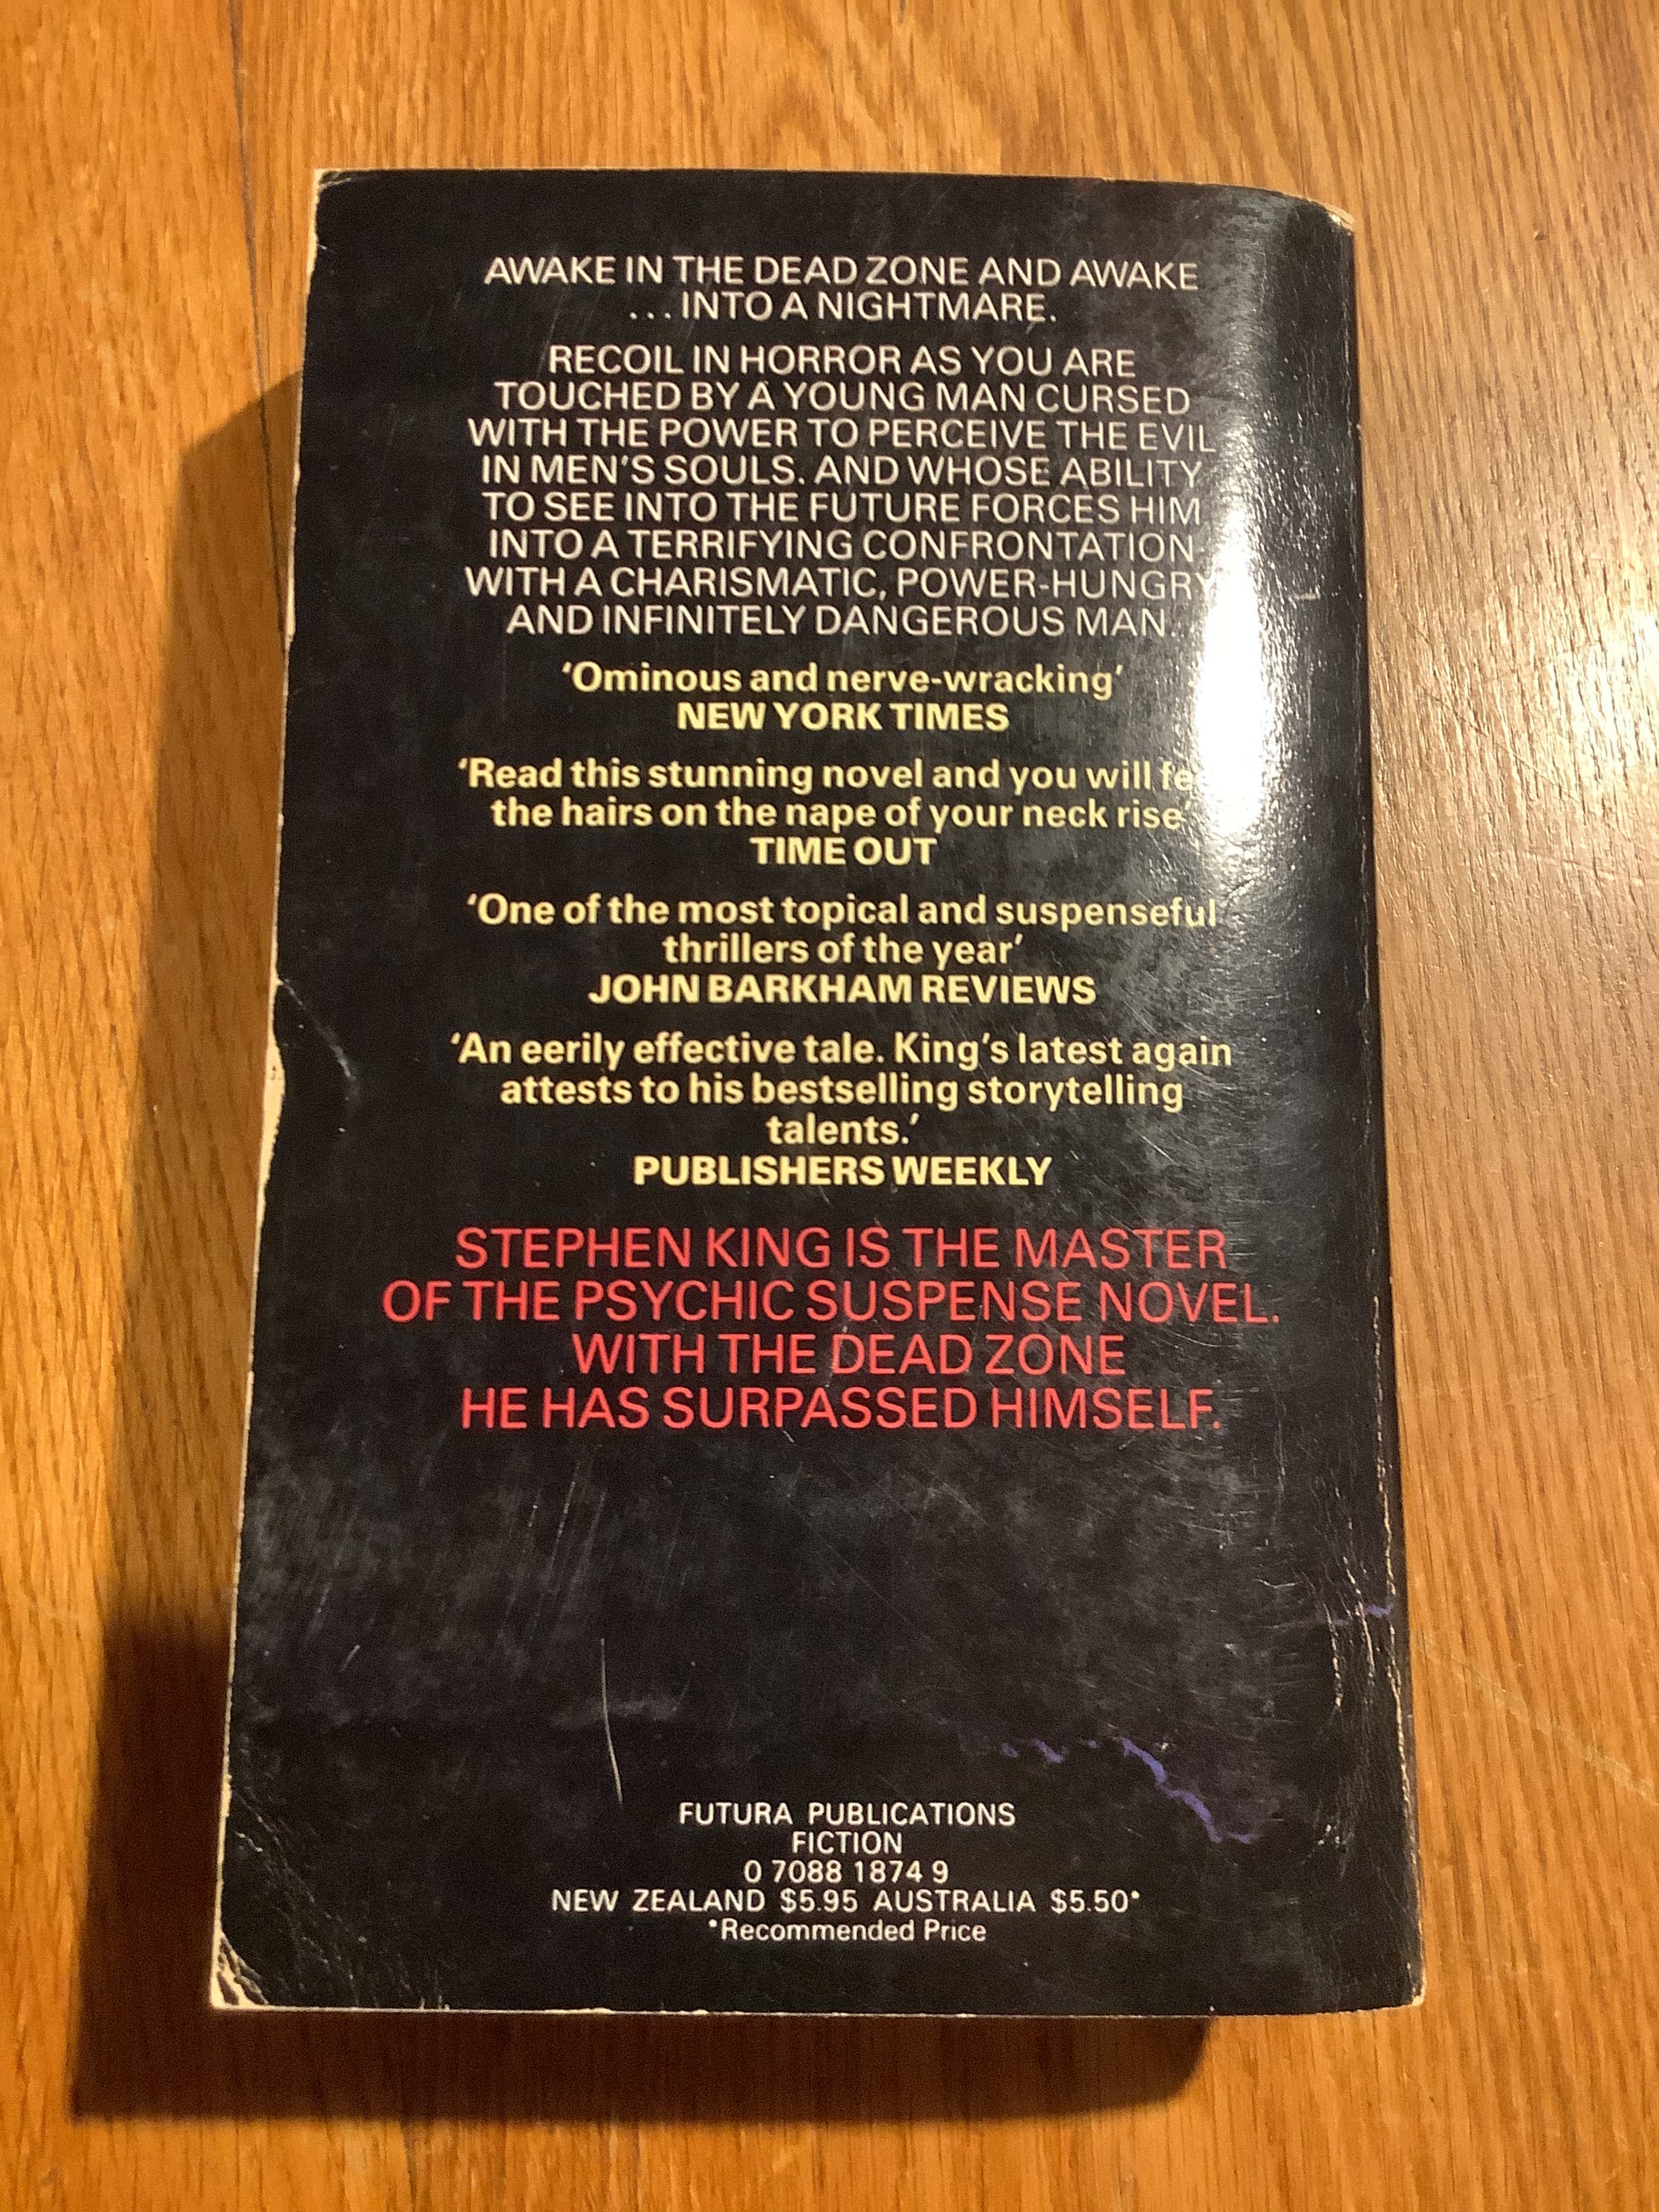 AWAKE IN THE DEAD ZONE AND AWAKE
...INTO A NIGHTMARE.
RECOIL IN HORROR AS YOU ARE
TOUCHED BY A YOUNG MAN CURSED
WITH THE POWER TO PERCEIVE THE EVIL
IN MEN'S SOULS. AND WHOSE ABILITY
TO SEE INTO THE FUTURE FORCES HIM
INTO A TERRIFYING CONFRONTATION
WITH A CHARISMATIC, POWER-HUNGRY
AND INFINITELY DANGEROUS MAN..
‘Ominous and nerve-wracking’
NEW YORK TIMES
‘Read this stunning novel and you will
the hairs on the nape of your neck rise’
TIME OUT
‘One of the most topical and suspenseful
thrillers of the year’
JOHN BARKHAM REVIEWS
‘An eerily effective tale. King’s latest again
attests to his bestselling storytelling
talents.’
PUBLISHERS WEEKLY
STEPHEN KING IS THE MASTER
OF THE PSYCHIC SUSPENSE NOVEL.
WITH THE DEAD ZONE
HE HAS SURPASSED HIMSELF.
FUTURA PUBLICATIONS
FICTION
0 7088 1874 9
NEW ZEALAND $5.95 AUSTRALIA $5.50*
*Recommended Price